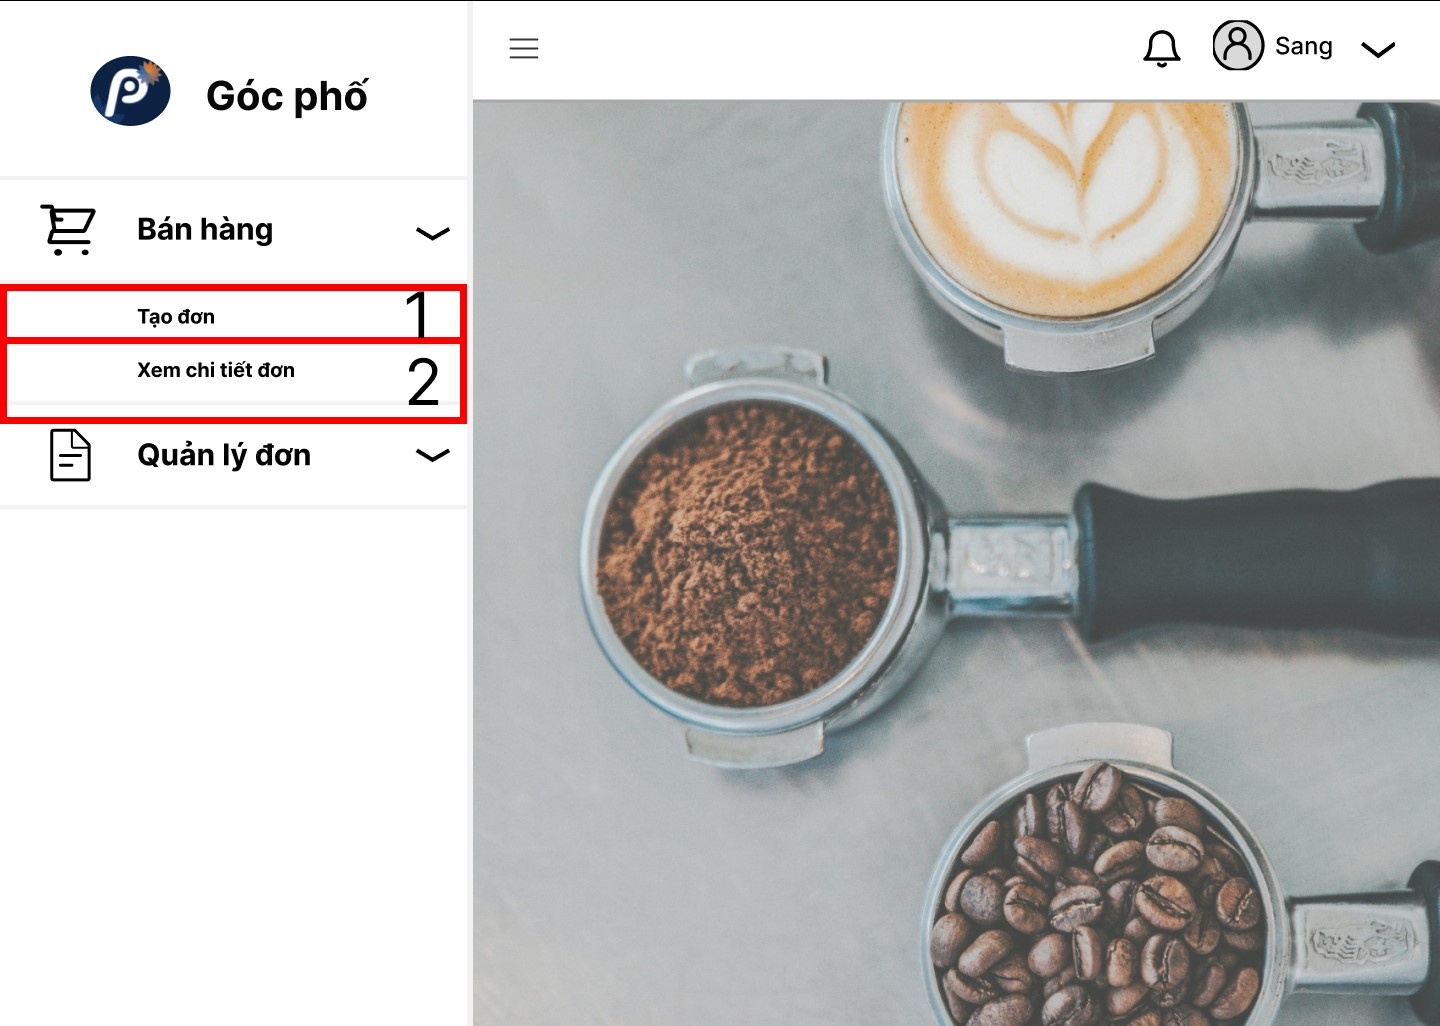 Góc phố
Sang
Bán hàng
Tạo đơn 1
Xem chi tiết đơn 2
Quản lý đơn